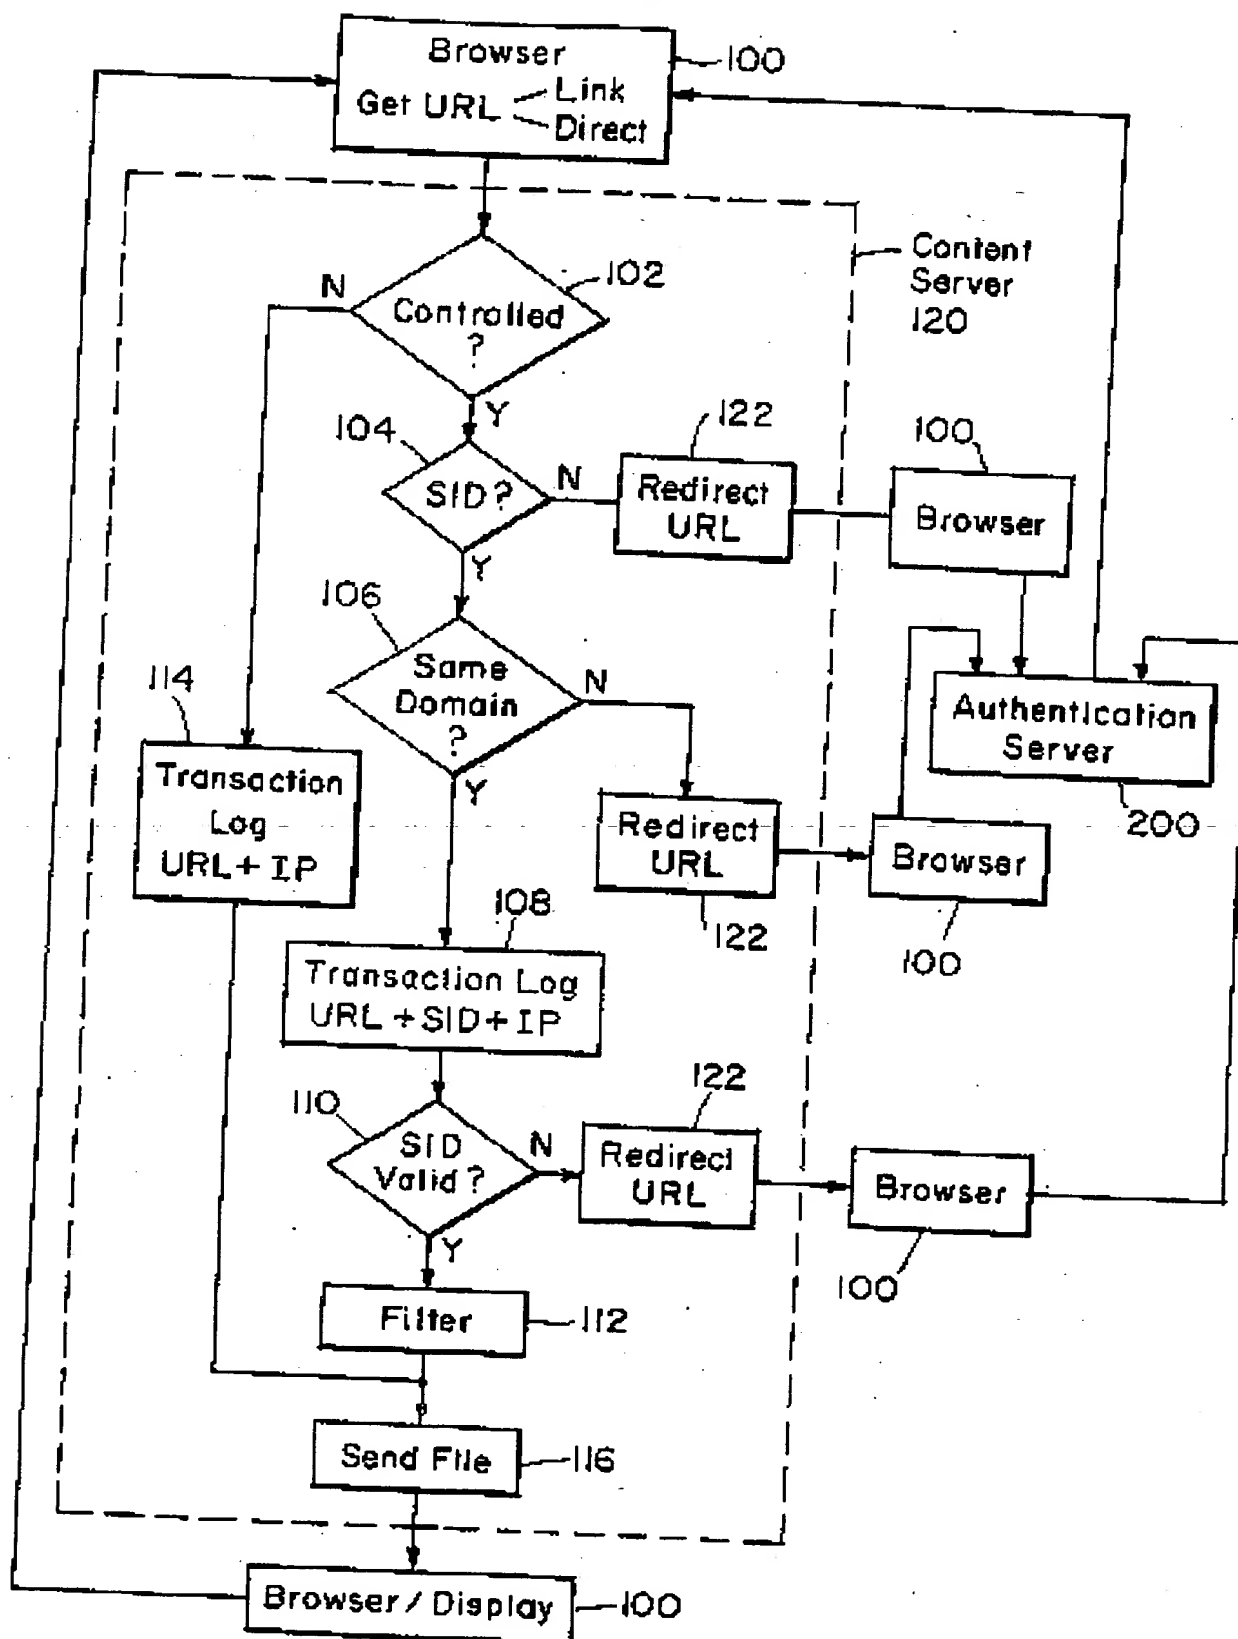 Browser
100
Get URL
Link
Direct
Content
Server
120
102
N
Controlled
?
Y
104
SID?
N
122
Redirect
URL
100
Browser
Y
106
Same
Domain
?
N
Y
114
Transaction
Log
URL + IP
Authentication
Server
200
Redirect
URL
122
Browser
100
108
Transaction Log
URL + SID + IP
110
SID
Valid?
N
122
Redirect
URL
Browser
100
Y
Filter
112
Send File
116
Browser / Display
100